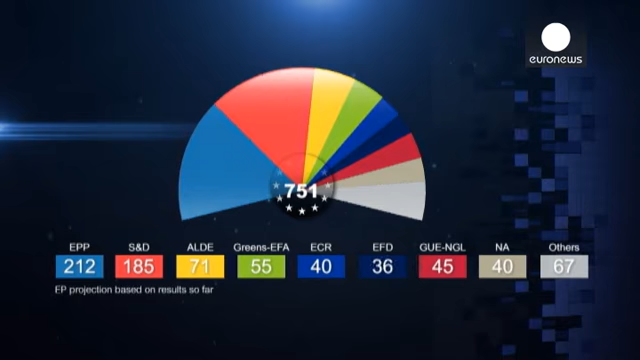 euronews
751
EPP S&D ALDE Greens-EFA ECR EFD GUE-NGL NA Others
212 185 71 55 40 36 45 40 67
EP projection based on results so far